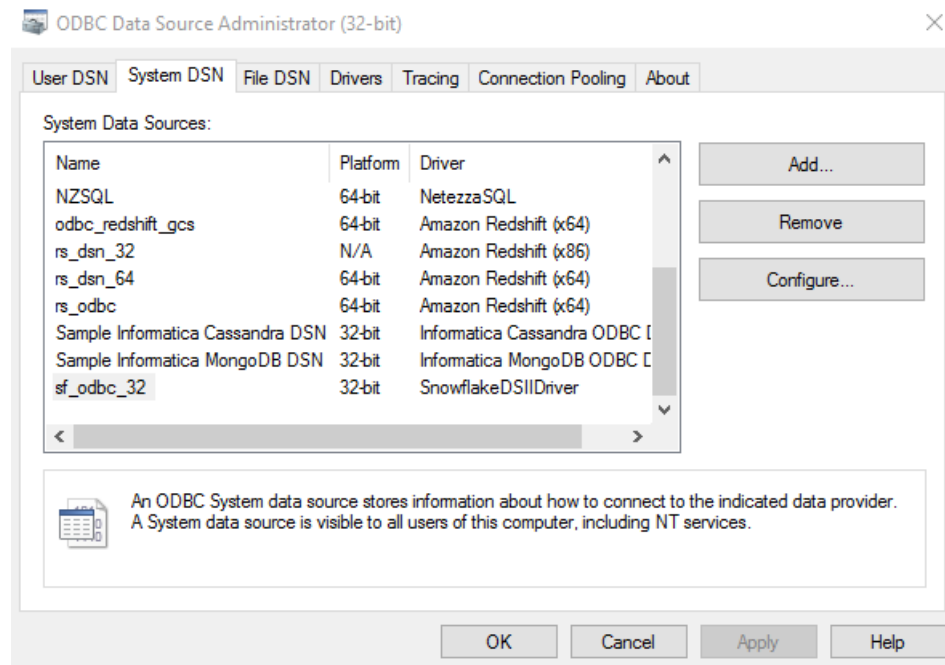 ODBC Data Source Administrator (32-bit)
User DSN System DSN File DSN Drivers Tracing Connection Pooling About
System Data Sources:
Name Platform Driver
NZSQL 64-bit NetezzaSQL
odbc_redshift_gcs 64-bit Amazon Redshift (x64)
rs_dsn_32 N/A Amazon Redshift (x86)
rs_dsn_64 64-bit Amazon Redshift (x64)
rs_odbc 64-bit Amazon Redshift (x64)
Sample Informatica Cassandra DSN 32-bit Informatica Cassandra ODBC
Sample Informatica MongoDB DSN 32-bit Informatica MongoDB ODBC
sf_odbc_32 32-bit SnowflakeDSIIDriver
Add...
Remove
Configure...
An ODBC System data source stores information about how to connect to the indicated data provider.
A System data source is visible to all users of this computer, including NT services.
OK Cancel Apply Help